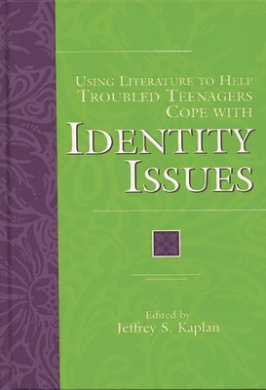 Using Literature to Help
Troubled Teenagers
Cope with
Identity
Issues
Edited by
Jeffrey S. Kaplan